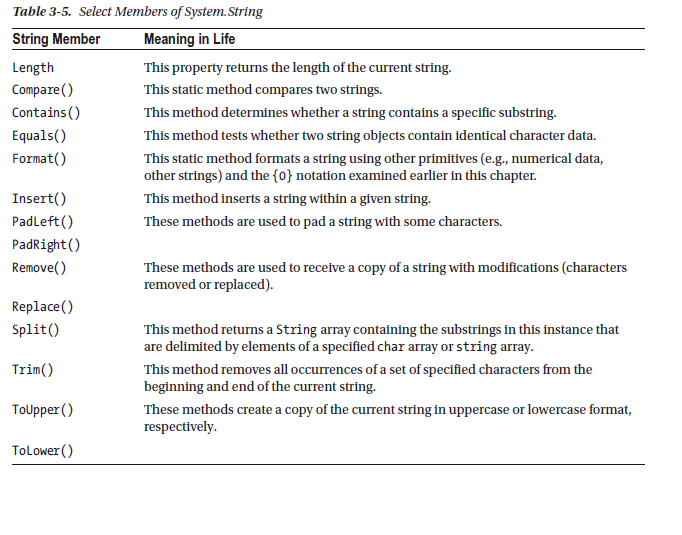 Table 3-5. Select Members of System.String
String Member Meaning in Life
Length This property returns the length of the current string.
Compare() This static method compares two strings.
Contains() This method determines whether a string contains a specific substring.
Equals() This method tests whether two string objects contain identical character data.
Format() This static method formats a string using other primitives (e.g., numerical data,
other strings) and the {0} notation examined earlier in this chapter.
Insert() This method inserts a string within a given string.
PadLeft() These methods are used to pad a string with some characters.
PadRight()
Remove() These methods are used to receive a copy of a string with modifications (characters
removed or replaced).
Replace()
Split() This method returns a String array containing the substrings in this instance that
are delimited by elements of a specified char array or string array.
Trim() This method removes all occurrences of a set of specified characters from the
beginning and end of the current string.
ToUpper() These methods create a copy of the current string in uppercase or lowercase format,
respectively.
ToLower()